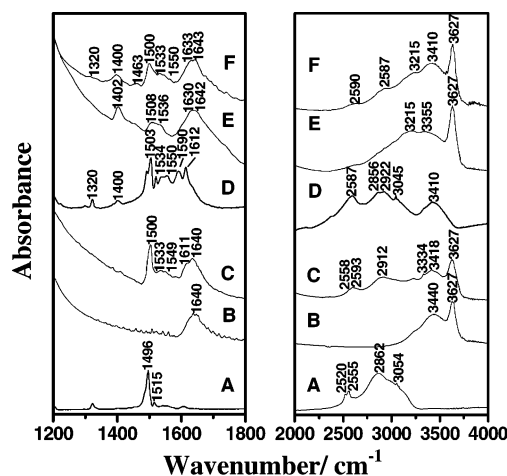 Absorbance
1320 1400 1463 1500 1533 1550 1633 1643 F
1402 1508 1536 1630 1642 E
1320 1400 1503 1534 1550 1590 1612 D
1500 1533 1549 1611 1640 C
1640 B
1496 1515 A
1200 1400 1600 1800
2590 2587 3215 3410 3627 F
3215 3355 3627 E
2587 2856 2922 3045 3410 D
2558 2593 2912 3334 3418 3627 C
3440 3627 B
2520 2555 2862 3054 A
2000 2500 3000 3500 4000
Wavenumber/ cm-1